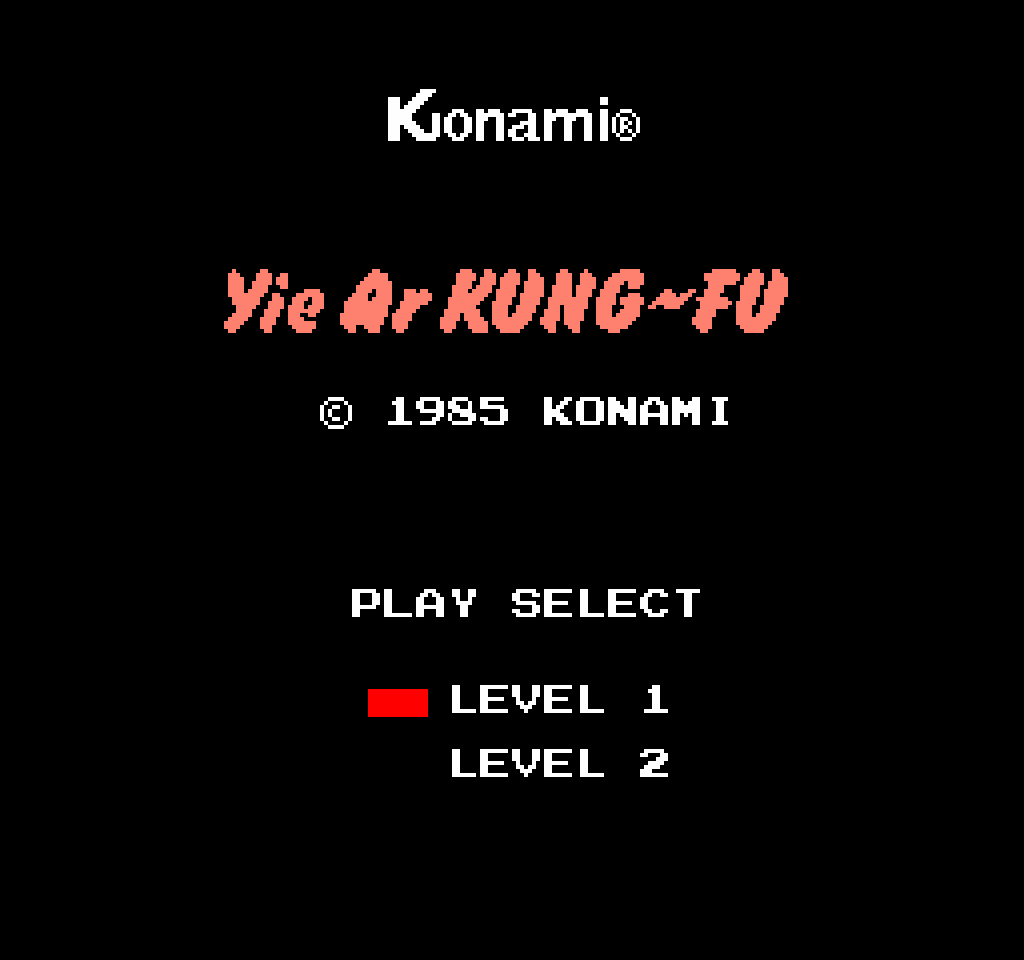 Konami®
Yie Ar KUNG~FU
© 1985 KONAMI
PLAY SELECT
LEVEL 1
LEVEL 2